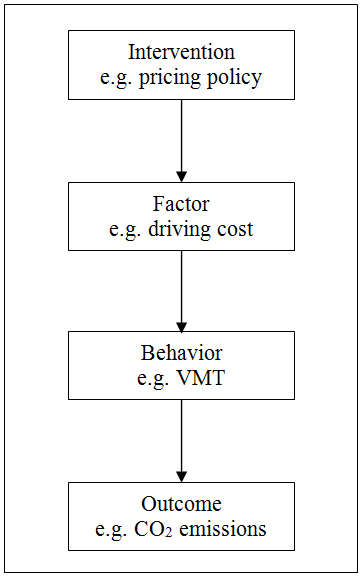 Intervention
e.g. pricing policy
Factor
e.g. driving cost
Behavior
e.g. VMT
Outcome
e.g. CO₂ emissions